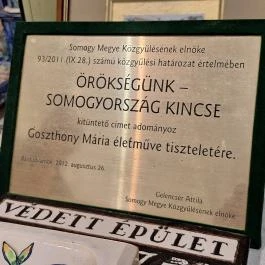 Somogy Megye Közgyűlésének elnöke
93/2011 (IX.28.) számú közgyűlési határozat értelmében
ÖRÖKSÉGÜNK –
SOMOGYORSZÁG KINCSE
kitüntető címet adományoz
Goszthony Mária életműve tiszteletére.
2012. augusztus 26.
Gelencsér Attila
Somogy Megye Közgyűlésének elnöke
VÉDETT ÉPÜLET